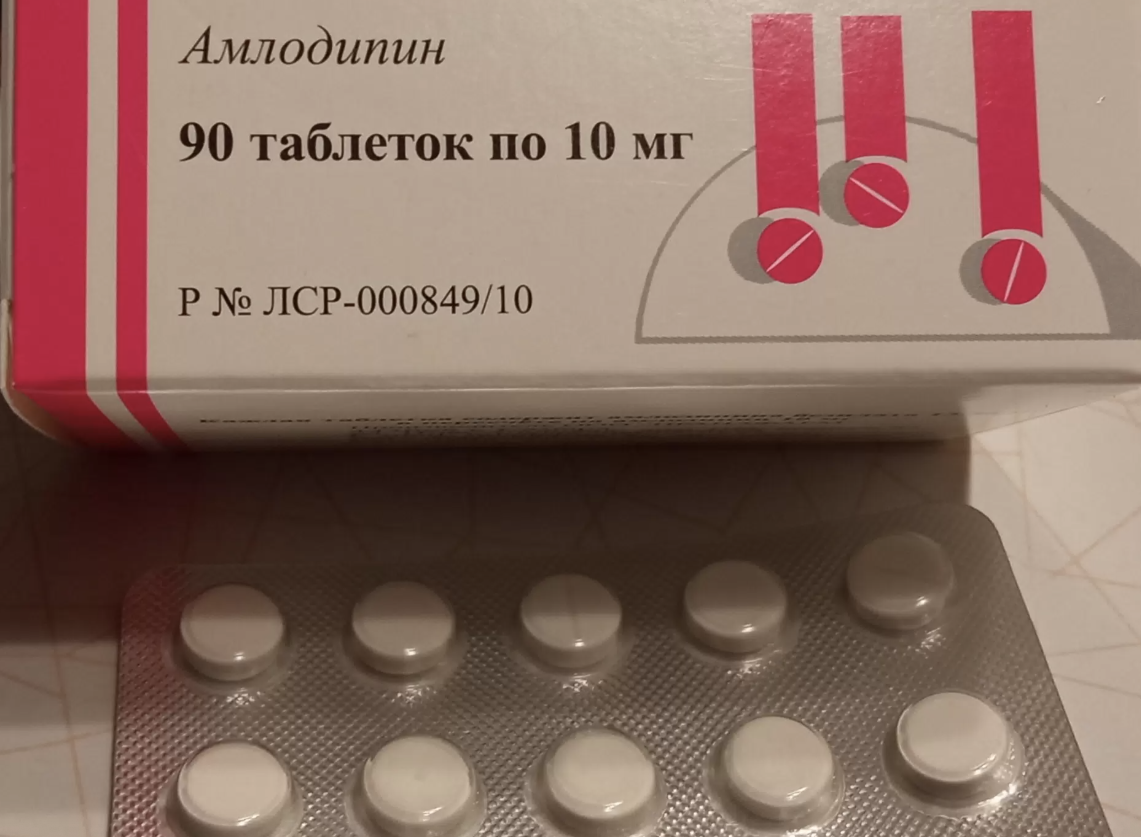 Амлодипин
90 таблеток по 10 мг
Р № ЛСР-000849/10